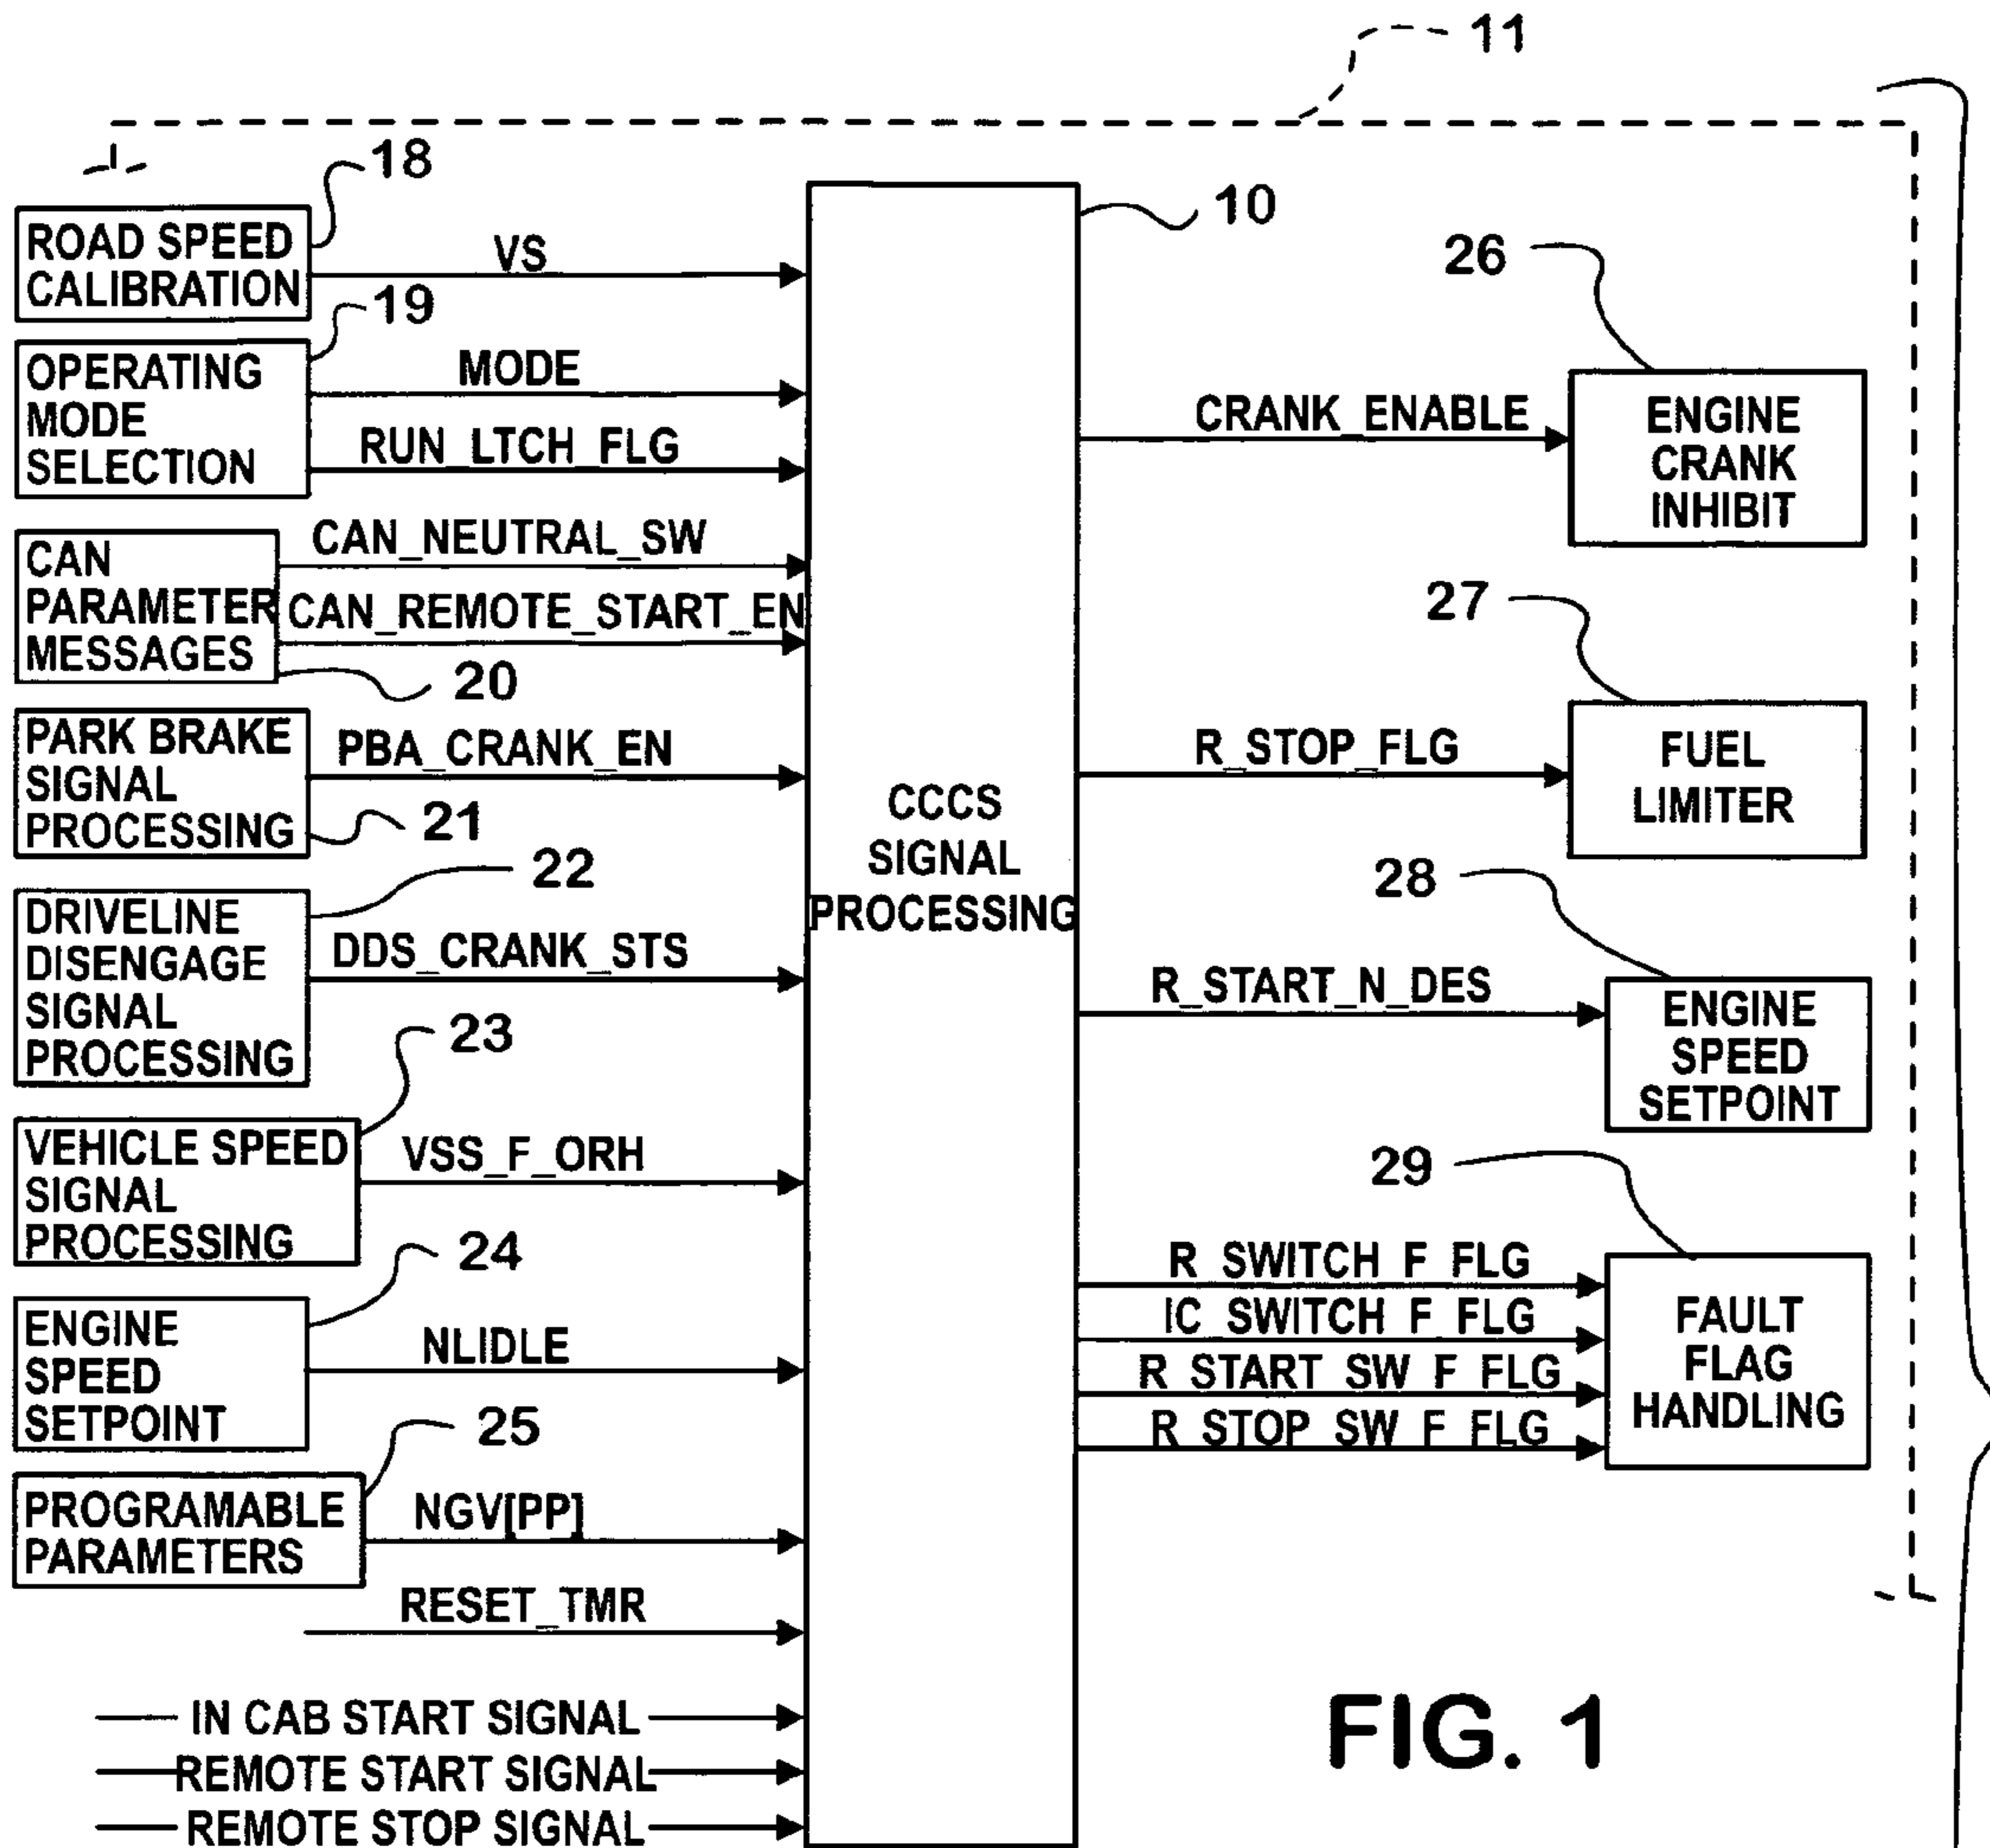 11
18
ROAD SPEED
CALIBRATION
VS
19
OPERATING
MODE
SELECTION
MODE
RUN_LTCH_FLG
CAN
PARAMETER
MESSAGES
CAN_NEUTRAL_SW
CAN_REMOTE_START_EN
20
PARK BRAKE
SIGNAL
PROCESSING
PBA_CRANK_EN
21
22
DRIVELINE
DISENGAGE
SIGNAL
PROCESSING
DDS_CRANK_STS
23
VEHICLE SPEED
SIGNAL
PROCESSING
VSS_F_ORH
24
ENGINE
SPEED
SETPOINT
NLIDLE
25
PROGRAMABLE
PARAMETERS
NGV[PP]
RESET_TMR
IN CAB START SIGNAL
REMOTE START SIGNAL
REMOTE STOP SIGNAL
10
CCCS
SIGNAL
PROCESSING
26
CRANK_ENABLE
ENGINE
CRANK
INHIBIT
27
R_STOP_FLG
FUEL
LIMITER
28
R_START_N_DES
ENGINE
SPEED
SETPOINT
29
R_SWITCH_F_FLG
IC_SWITCH_F_FLG
R_START_SW_F_FLG
R_STOP_SW_F_FLG
FAULT
FLAG
HANDLING
FIG. 1